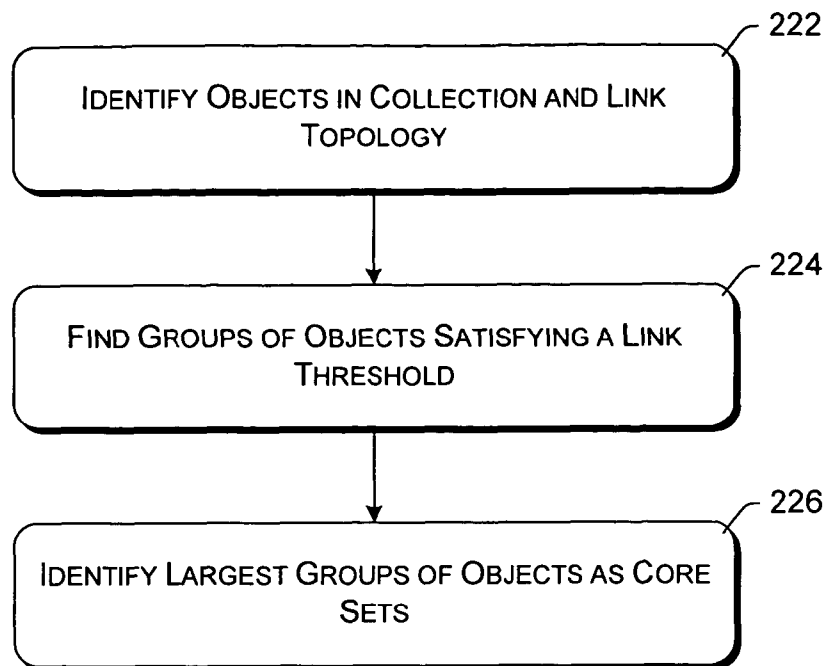 222
IDENTIFY OBJECTS IN COLLECTION AND LINK
TOPOLOGY
224
FIND GROUPS OF OBJECTS SATISFYING A LINK
THRESHOLD
226
IDENTIFY LARGEST GROUPS OF OBJECTS AS CORE
SETS